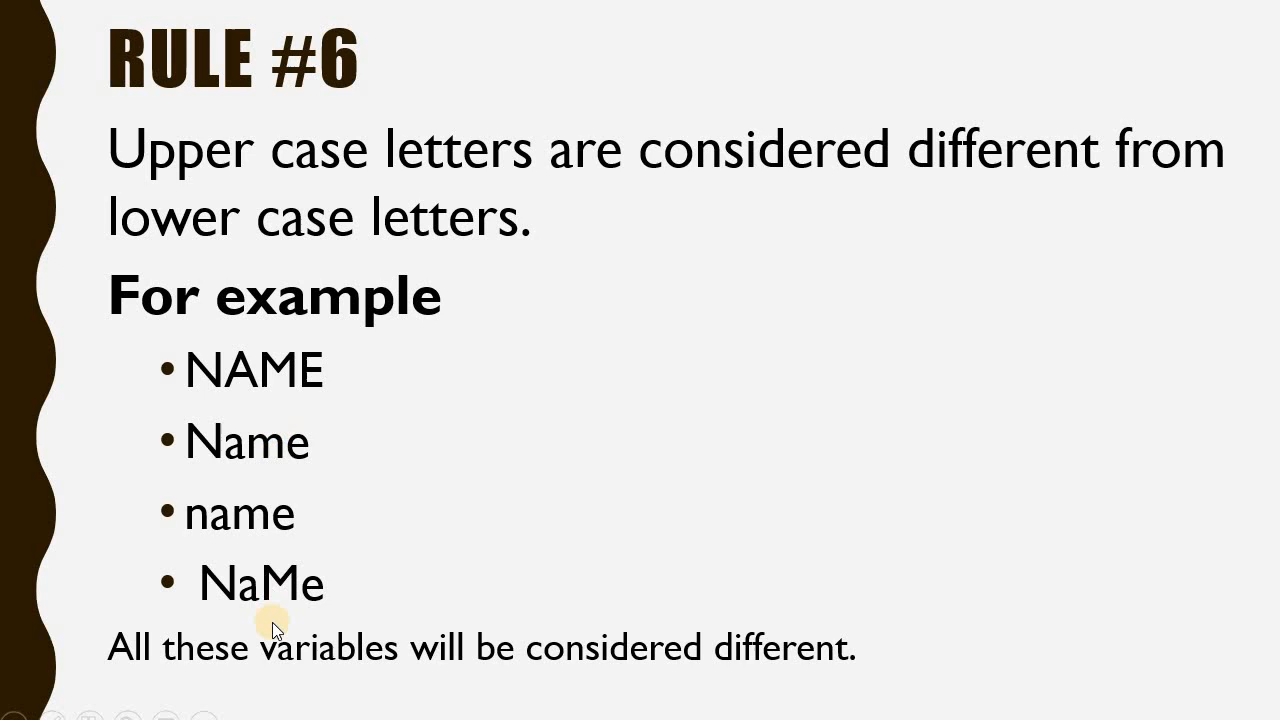 RULE #6
Upper case letters are considered different from
lower case letters.
For example
• NAME
• Name
• name
• NaMe
All these variables will be considered different.